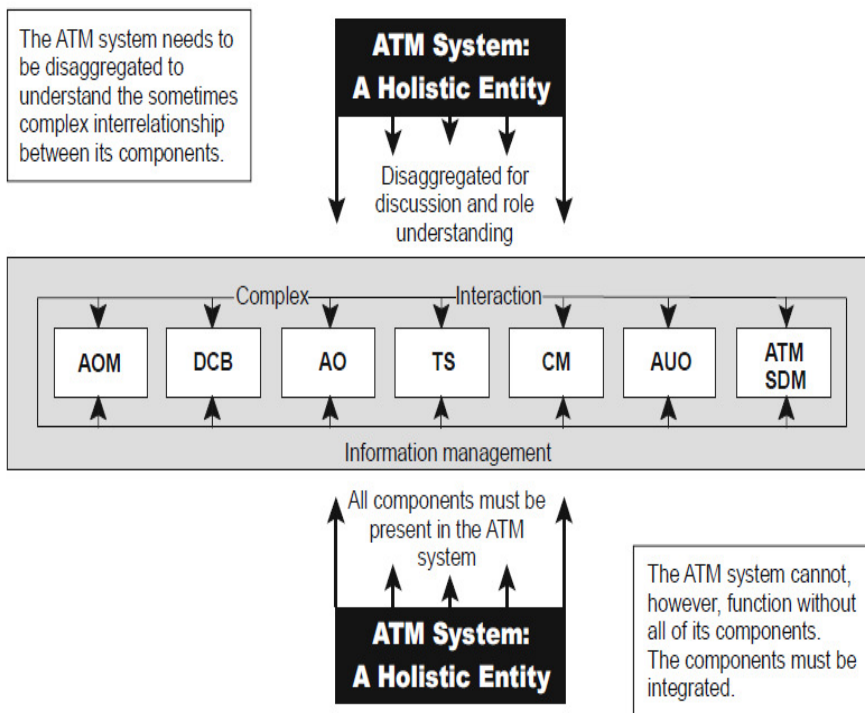 The ATM system needs to
be disaggregated to
understand the sometimes
complex interrelationship
between its components.
ATM System:
A Holistic Entity
Disaggregated for
discussion and role
understanding
Complex
Interaction
AOM
DCB
AO
TS
CM
AUO
ATM
SDM
Information management
All components must be
present in the ATM
system
ATM System:
A Holistic Entity
The ATM system cannot,
however, function without
all of its components.
The components must be
integrated.